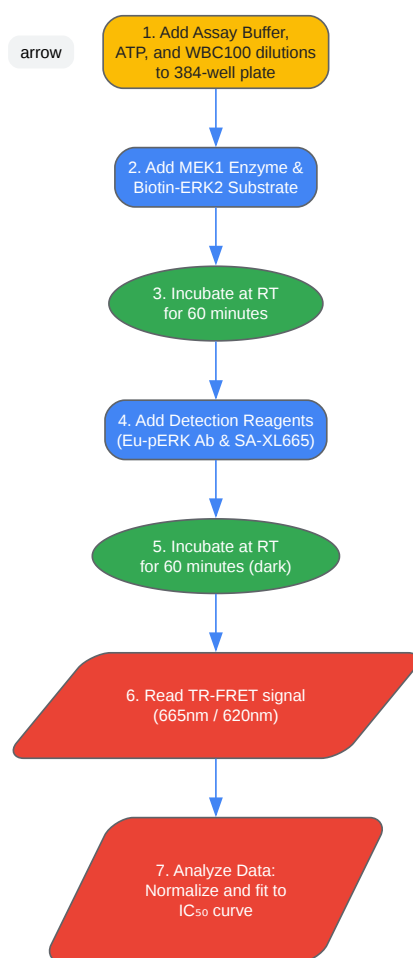 arrow
1. Add Assay Buffer,
ATP, and WBC100 dilutions
to 384-well plate
2. Add MEK1 Enzyme &
Biotin-ERK2 Substrate
3. Incubate at RT
for 60 minutes
4. Add Detection Reagents
(Eu-pERK Ab & SA-XL665)
5. Incubate at RT
for 60 minutes (dark)
6. Read TR-FRET signal
(665nm / 620nm)
7. Analyze Data:
Normalize and fit to
IC₅₀ curve